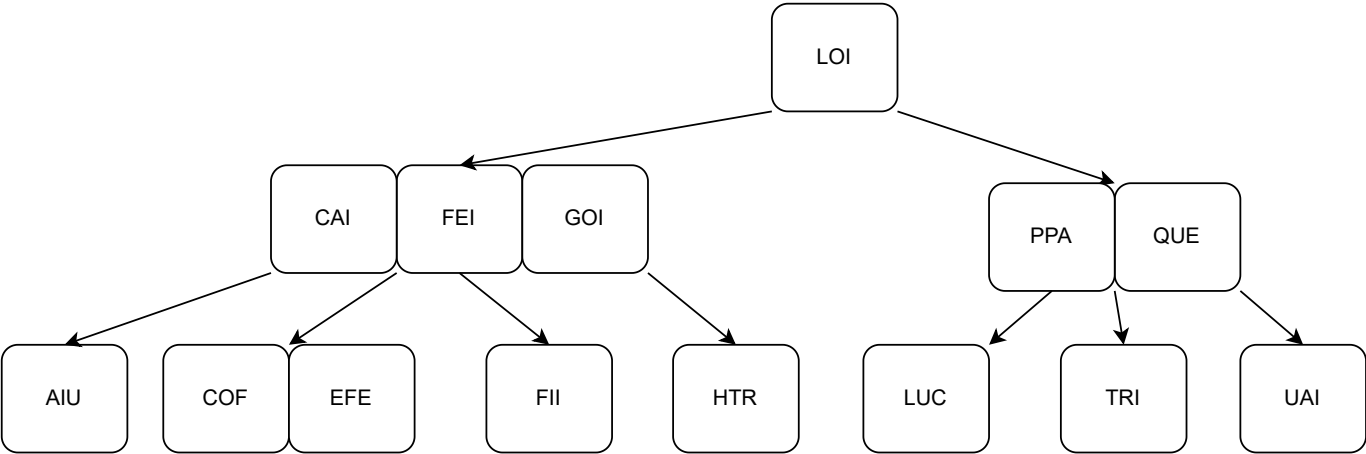 LOI
CAI FEI GOI
PPA QUE
AIU COF EFE FII HTR LUC TRI UAI